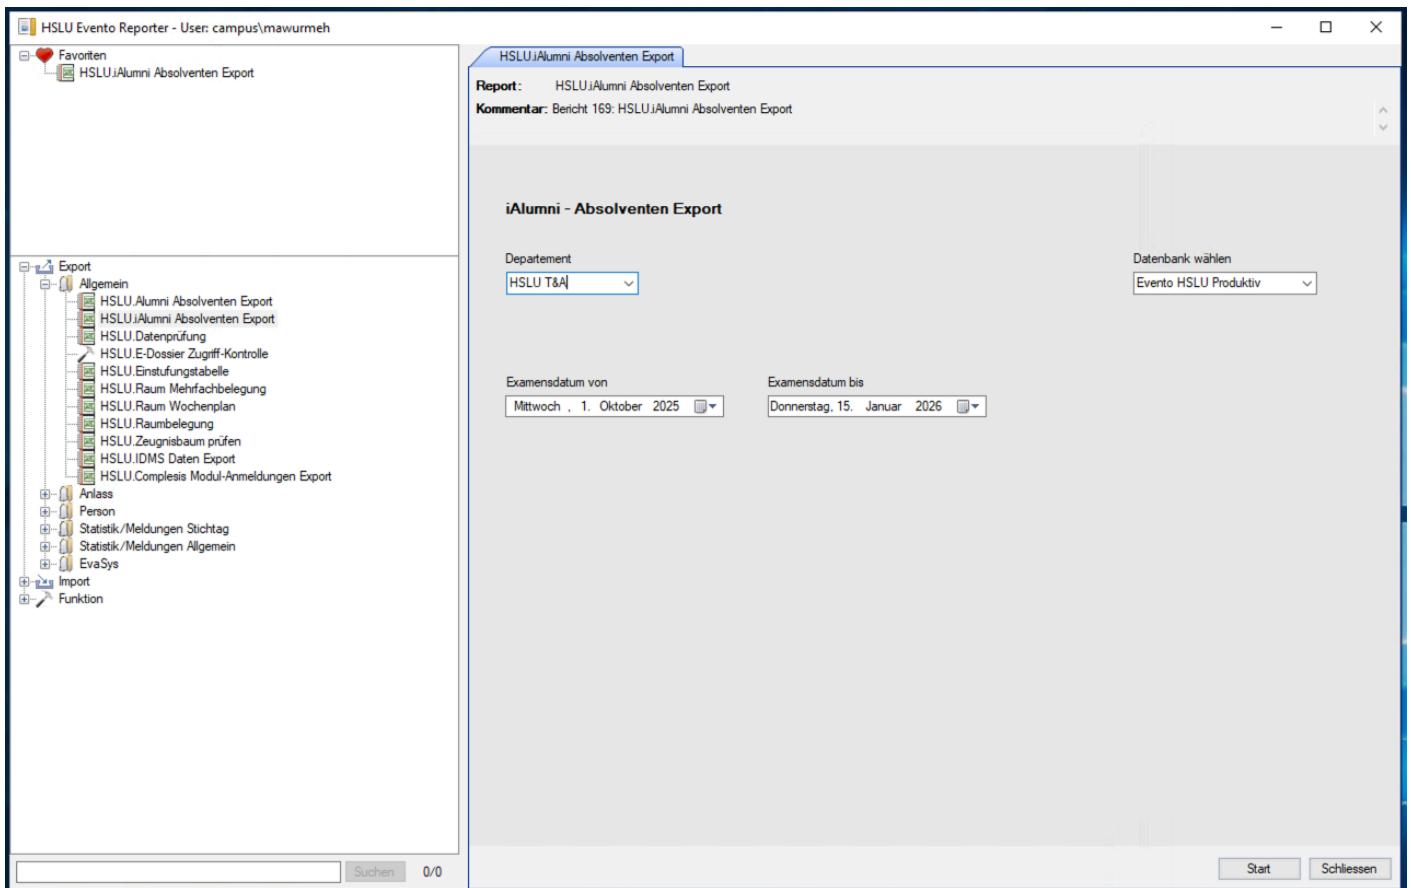 HSLU Evento Reporter - User: campus\mawurmeh
Favoriten
HSLU.iAlumni Absolventen Export
Export
Allgemein
HSLU.Alumni Absolventen Export
HSLU.iAlumni Absolventen Export
HSLU.Datenprüfung
HSLU.E-Dossier Zugriff-Kontrolle
HSLU.Einstufungstabelle
HSLU.Raum Mehrfachbelegung
HSLU.Raum Wochenplan
HSLU.Raumbelegung
HSLU.Zeugnisbaum prüfen
HSLU.IDMS Daten Export
HSLU.Complesis Modul-Anmeldungen Export
Anlass
Person
Statistik/Meldungen Stichtag
Statistik/Meldungen Allgemein
EvaSys
Import
Funktion
Suchen 0/0
HSLU.iAlumni Absolventen Export
Report: HSLU.iAlumni Absolventen Export
Kommentar: Bericht 169: HSLU.iAlumni Absolventen Export
iAlumni - Absolventen Export
Departement Datenbank wählen
HSLU T&A Evento HSLU Produktiv
Examensdatum von Examensdatum bis
Mittwoch , 1. Oktober 2025 Donnerstag, 15. Januar 2026
Start Schliessen